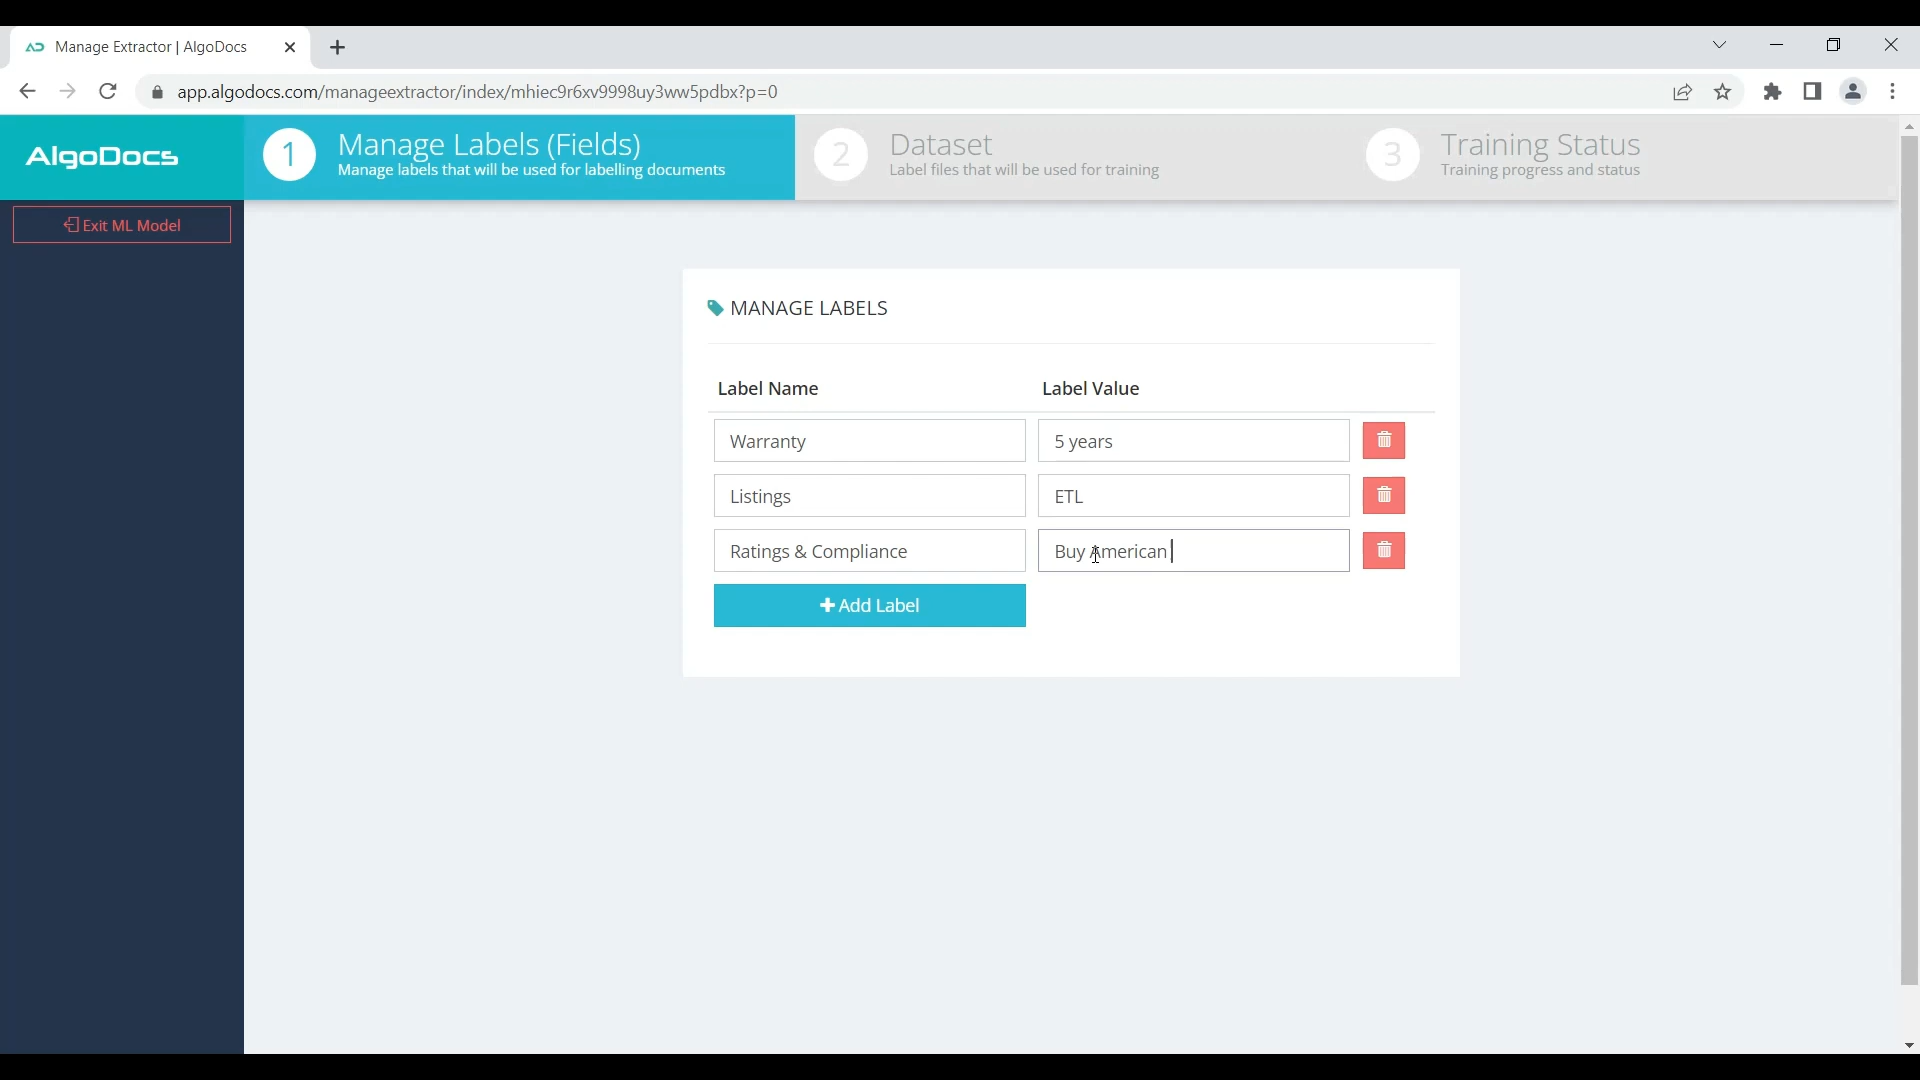 Manage Extractor | AlgoDocs
app.algodocs.com/manageextractor/index/mhiec9r6xv9998uy3ww5pdbx?p=0
AlgoDocs
1
Manage Labels (Fields)
Manage labels that will be used for labelling documents
2
Dataset
Label files that will be used for training
3
Training Status
Training progress and status
Exit ML Model
MANAGE LABELS
Label Name
Label Value
Warranty
5 years
Listings
ETL
Ratings & Compliance
Buy American
Add Label